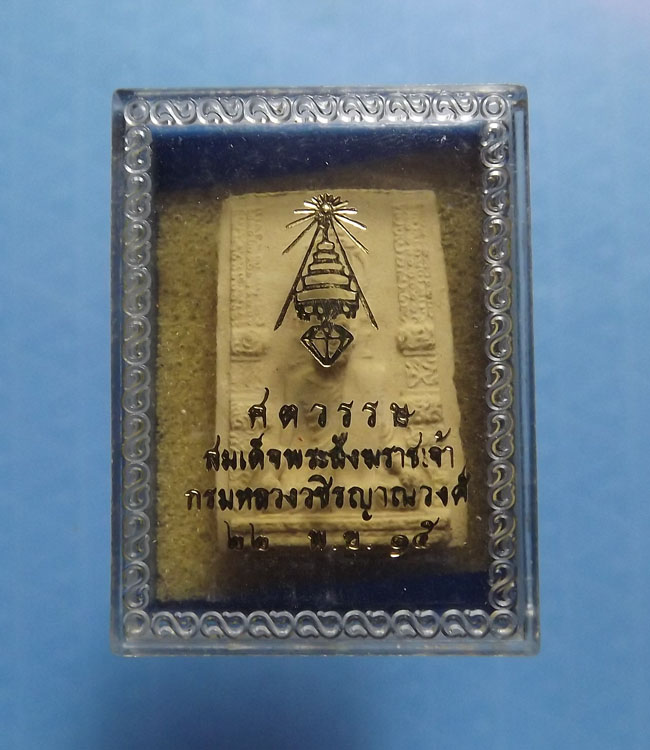 ศตวรรษ
สมเด็จพระสังฆราชเจ้า
กรมหลวงวชิรญาณวงศ์
๒๒ พ.ย. ๑๕